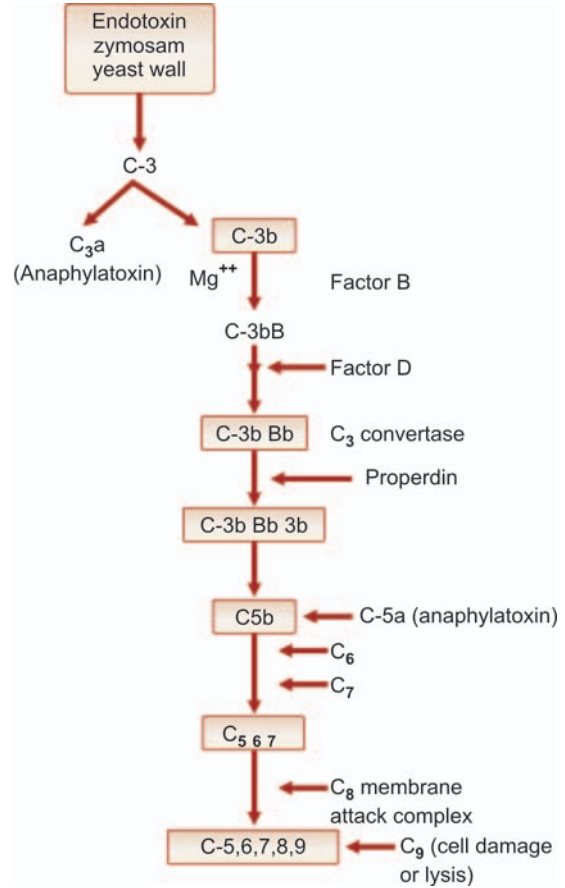 Endotoxin
zymosam
yeast wall
C-3
C₃a
(Anaphylatoxin)
C-3b
Mg⁺⁺
Factor B
C-3bB
Factor D
C-3b Bb
C₃ convertase
Properdin
C-3b Bb 3b
C5b
C-5a (anaphylatoxin)
C₆
C₇
C₅ ₆ ₇
C₈ membrane
attack complex
C-5,6,7,8,9
C₉ (cell damage
or lysis)